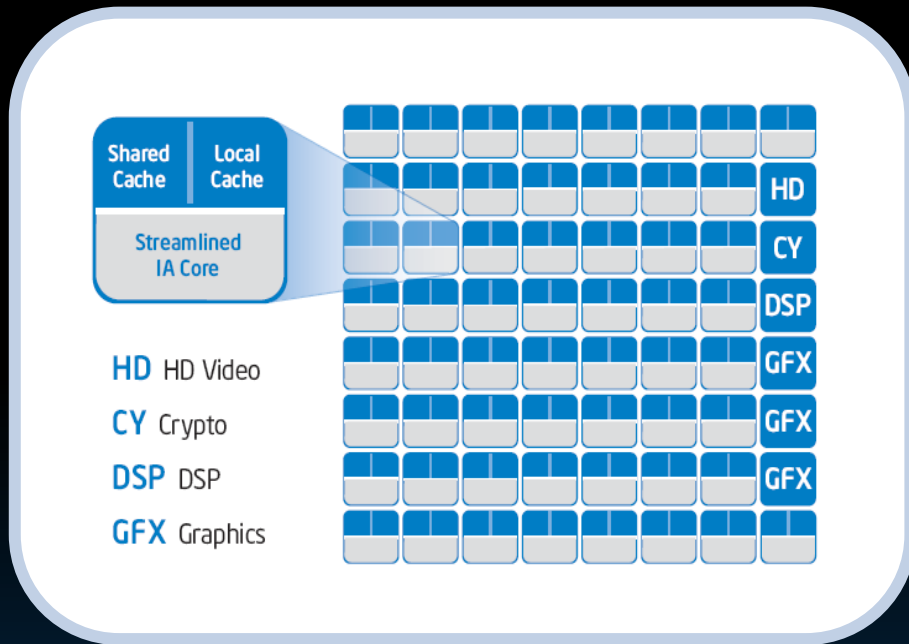 Shared
Cache
Local
Cache
Streamlined
IA Core
HD HD Video
CY Crypto
DSP DSP
GFX Graphics
HD
CY
DSP
GFX
GFX
GFX